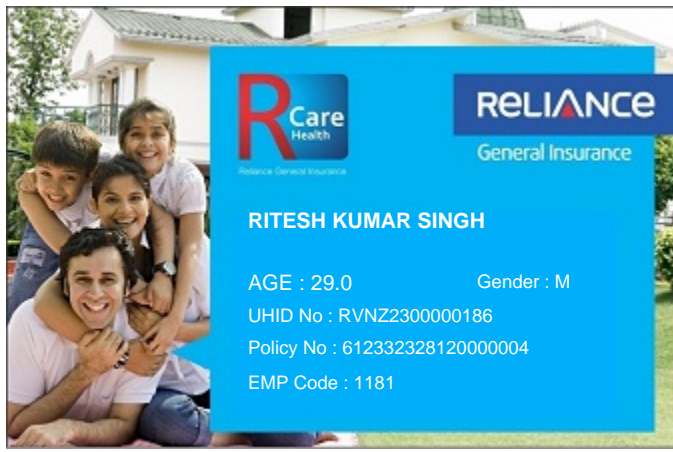 R Care
Health
Reliance General Insurance
RELIANCE
General Insurance
RITESH KUMAR SINGH
AGE : 29.0 Gender : M
UHID No : RVNZ2300000186
Policy No : 612332328120000004
EMP Code : 1181